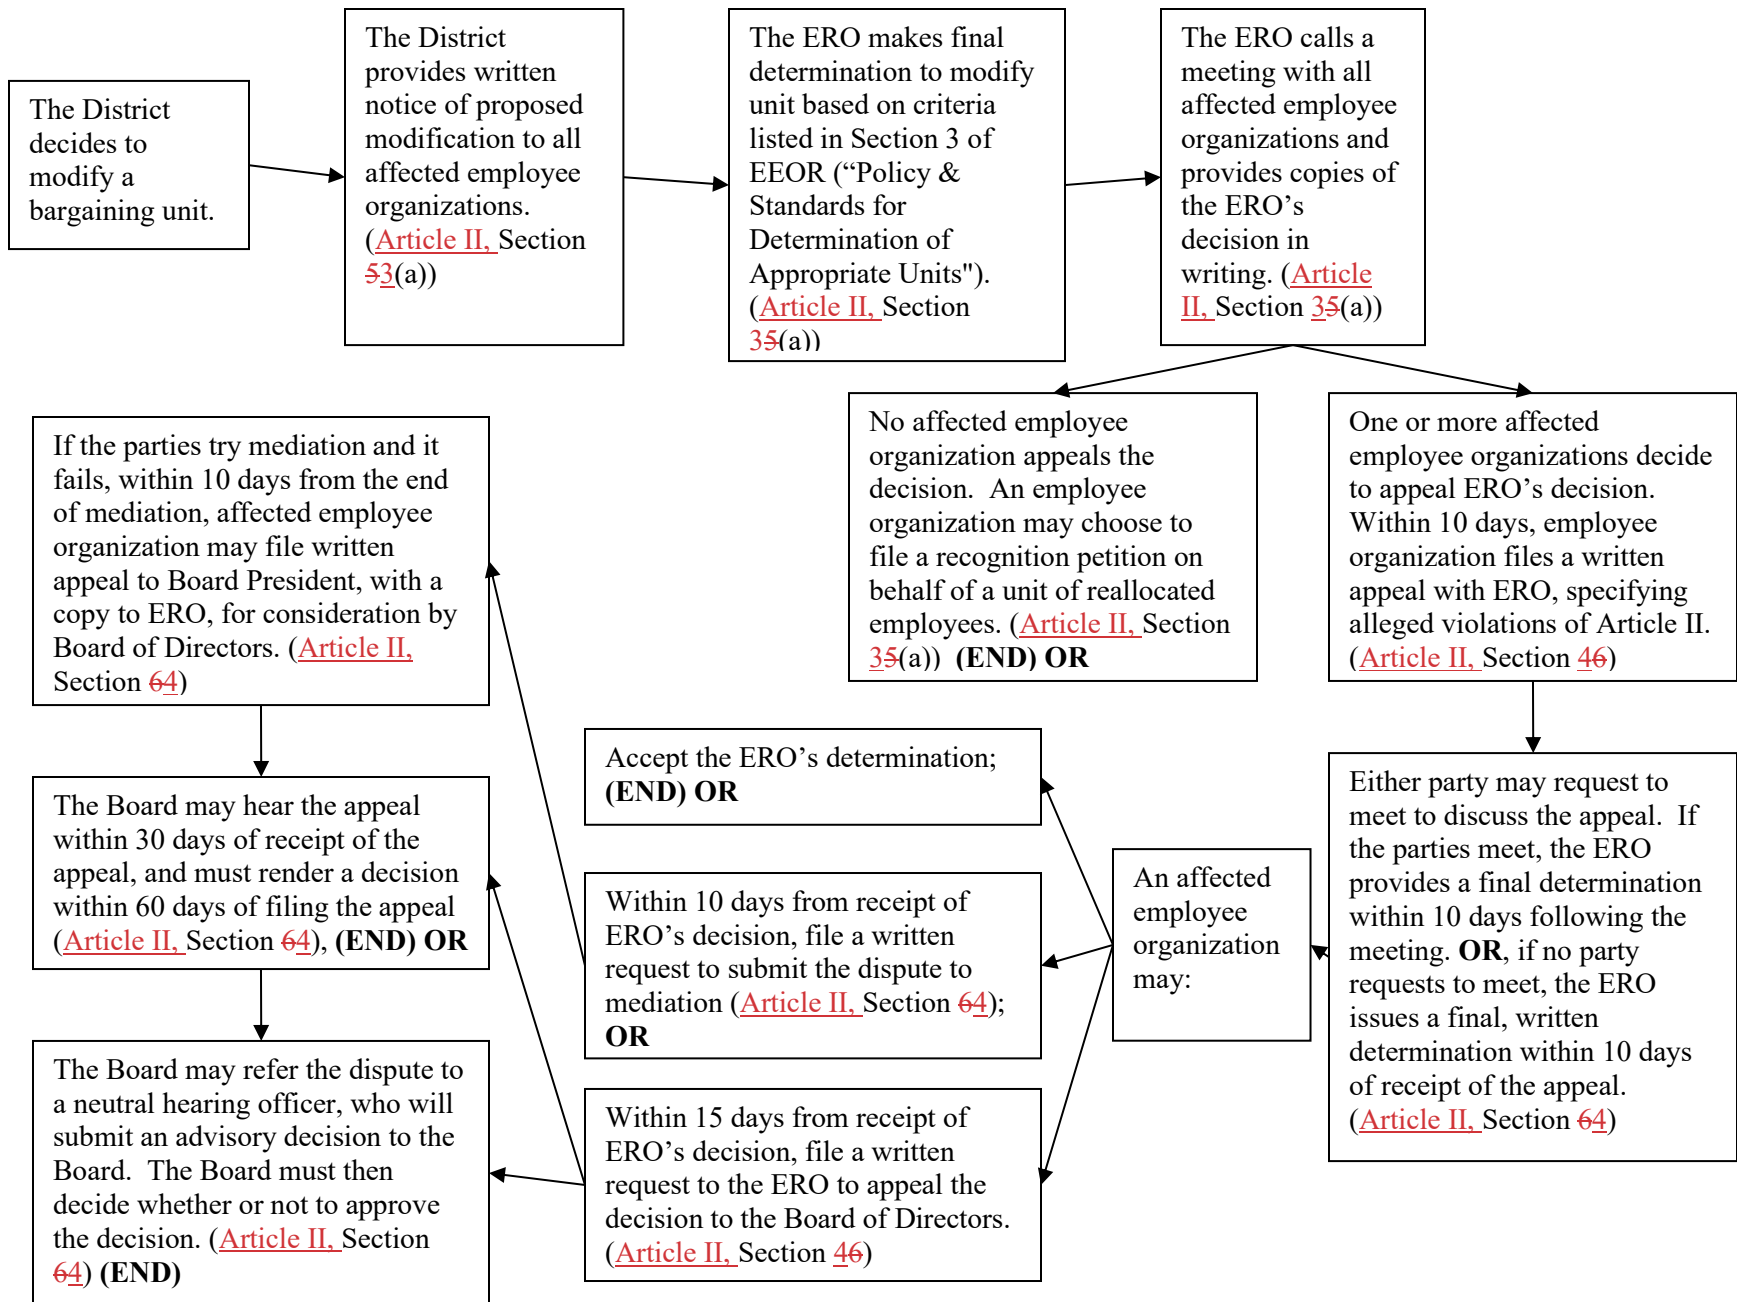 The District
decides to
modify a
bargaining unit.
The District
provides written
notice of proposed
modification to all
affected employee
organizations.
(Article II, Section
53(a))
The ERO makes final
determination to modify
unit based on criteria
listed in Section 3 of
EEOR (“Policy &
Standards for
Determination of
Appropriate Units").
(Article II, Section
35(a))
The ERO calls a
meeting with all
affected employee
organizations and
provides copies of
the ERO’s
decision in
writing. (Article
II, Section 35(a))
No affected employee
organization appeals the
decision.  An employee
organization may choose to
file a recognition petition on
behalf of a unit of reallocated
employees. (Article II, Section
35(a))  (END) OR
One or more affected
employee organizations decide
to appeal ERO’s decision.
Within 10 days, employee
organization files a written
appeal with ERO, specifying
alleged violations of Article II.
(Article II, Section 46)
Either party may request to
meet to discuss the appeal.  If
the parties meet, the ERO
provides a final determination
within 10 days following the
meeting. OR, if no party
requests to meet, the ERO
issues a final, written
determination within 10 days
of receipt of the appeal.
(Article II, Section 64)
An affected
employee
organization
may:
Accept the ERO’s determination;
(END) OR
Within 10 days from receipt of
ERO’s decision, file a written
request to submit the dispute to
mediation (Article II, Section 64);
OR
Within 15 days from receipt of
ERO’s decision, file a written
request to the ERO to appeal the
decision to the Board of Directors.
(Article II, Section 46)
If the parties try mediation and it
fails, within 10 days from the end
of mediation, affected employee
organization may file written
appeal to Board President, with a
copy to ERO, for consideration by
Board of Directors. (Article II,
Section 64)
The Board may hear the appeal
within 30 days of receipt of the
appeal, and must render a decision
within 60 days of filing the appeal
(Article II, Section 64), (END) OR
The Board may refer the dispute to
a neutral hearing officer, who will
submit an advisory decision to the
Board.  The Board must then
decide whether or not to approve
the decision. (Article II, Section
64) (END)